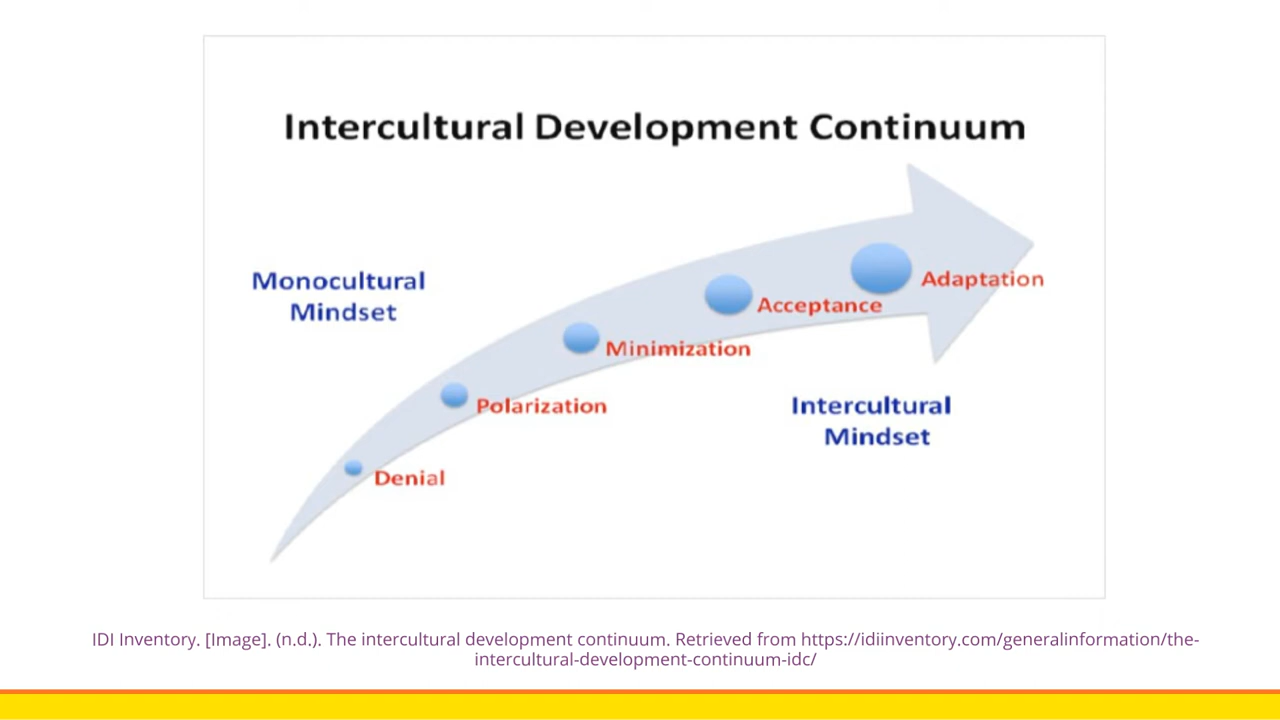 Intercultural Development Continuum
Monocultural
Mindset
Adaptation
Acceptance
Minimization
Polarization
Intercultural
Mindset
Denial
IDI Inventory. [Image]. (n.d.). The intercultural development continuum. Retrieved from https://idiinventory.com/generalinformation/the-
intercultural-development-continuum-idc/